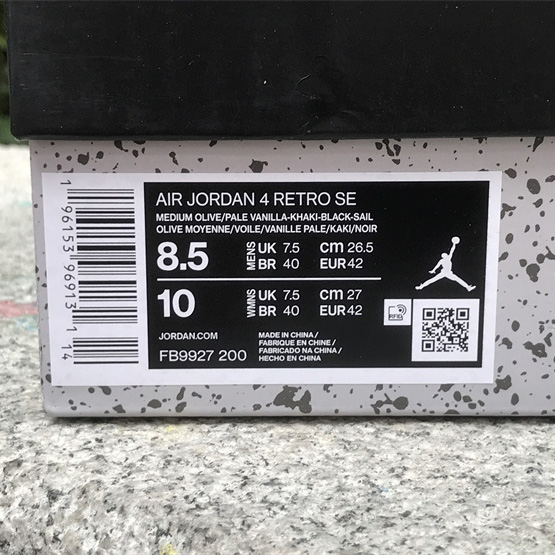 AIR JORDAN 4 RETRO SE
MEDIUM OLIVE/PALE VANILLA-KHAKI-BLACK-SAIL
OLIVE MOYENNE/VOILE/VANILLE PALE/KAKI/NOIR
8.5 MENS UK 7.5 cm 26.5
BR 40 EUR 42
10 WMNS UK 7.5 cm 27
BR 40 EUR 42
JORDAN.COM
FB9927 200
MADE IN CHINA /
FABRIQUE EN CHINE /
FABRICADO NA CHINA /
HECHO EN CHINA
RFID
1 96153 96913 1 14